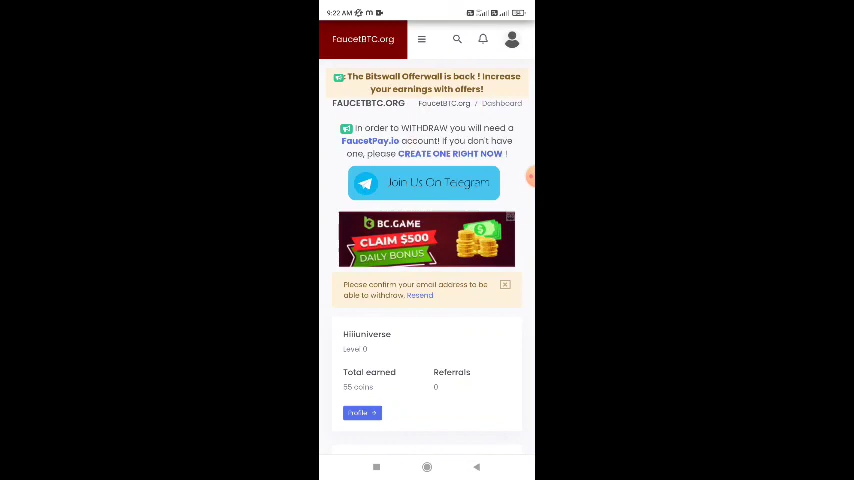 9:22 AM
FaucetBTC.org
The Bitswall Offerwall is back ! Increase
your earnings with offers!
FAUCETBTC.ORG FaucetBTC.org / Dashboard
In order to WITHDRAW you will need a
FaucetPay.io account! If you don't have
one, please CREATE ONE RIGHT NOW !
Join Us On Telegram
BC.GAME
CLAIM $500
DAILY BONUS
Please confirm your email address to be
able to withdraw. Resend
Hiiiuniverse
Level 0
Total earned Referrals
55 coins 0
Profile →